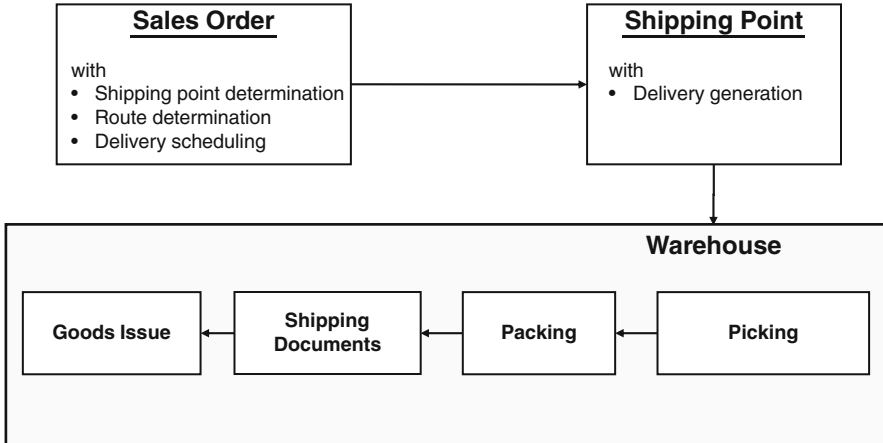 Sales Order
with
• Shipping point determination
• Route determination
• Delivery scheduling
Shipping Point
with
• Delivery generation
Warehouse
Goods Issue
Shipping
Documents
Packing
Picking